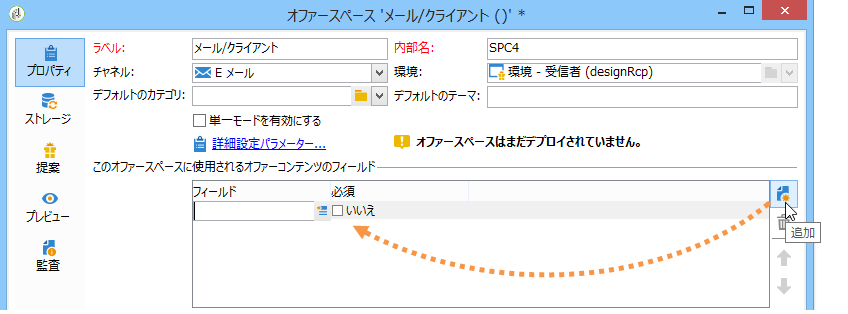 オファースペース 'メール/クライアント ()' *
プロパティ
ストレージ
提案
プレビュー
監査
ラベル: メール/クライアント 内部名: SPC4
チャネル: E メール 環境: 環境 - 受信者 (designRcp)
デフォルトのカテゴリ: デフォルトのテーマ:
単一モードを有効にする
詳細設定パラメーター... オファースペースはまだデプロイされていません。
このオファースペースに使用されるオファーコンテンツのフィールド
フィールド 必須
いいえ
追加